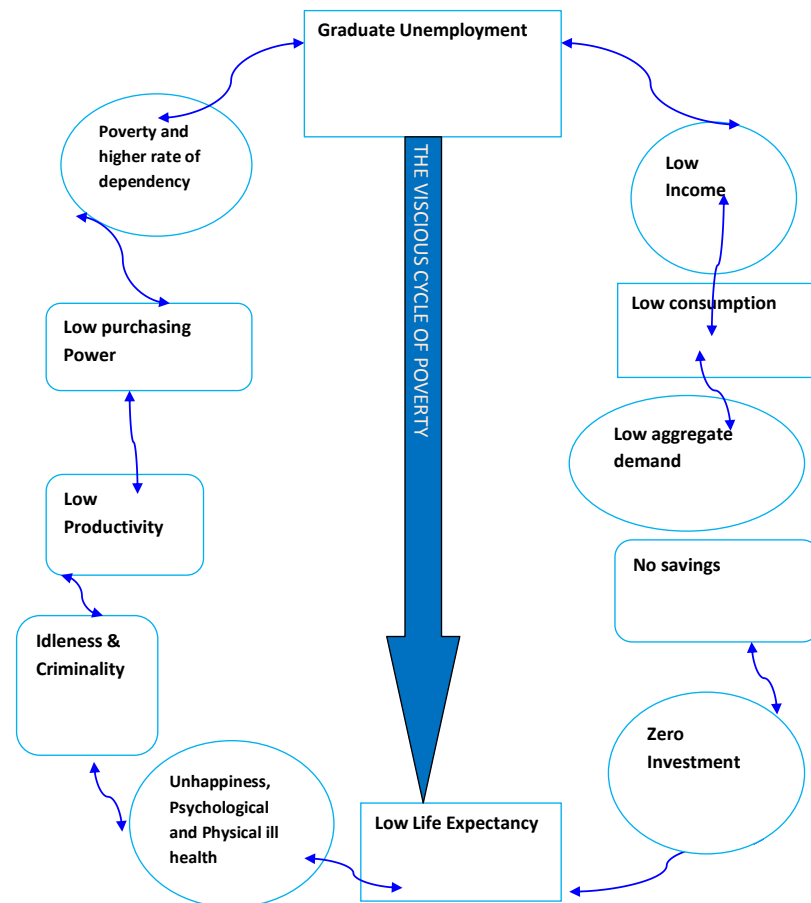 Graduate Unemployment
Poverty and
higher rate of
dependency
Low
Income
THE VISCIOUS CYCLE OF POVERTY
Low purchasing
Power
Low consumption
Low aggregate
demand
Low
Productivity
No savings
Idleness &
Criminality
Zero
Investment
Unhappiness,
Psychological
and Physical ill
health
Low Life Expectancy